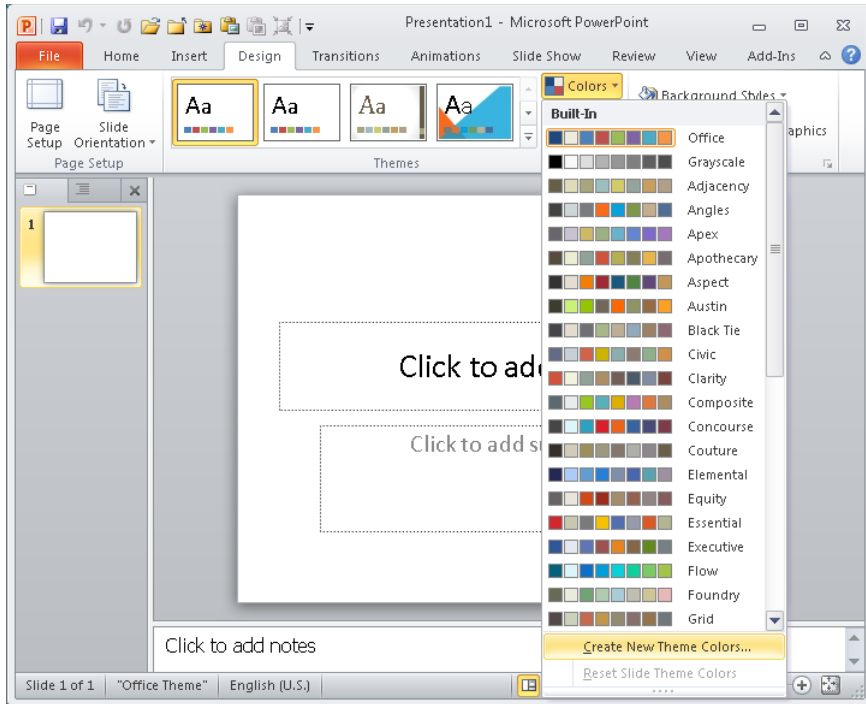 Presentation1 - Microsoft PowerPoint
File Home Insert Design Transitions Animations Slide Show Review View Add-Ins
Page Setup
Slide Orientation
Aa Aa Aa Aa
Colors
Background Styles
aphics
Page Setup
Themes
Built-In
Office
Grayscale
Adjacency
Angles
Apex
Apothecary
Aspect
Austin
Black Tie
Civic
Clarity
Composite
Concourse
Couture
Elemental
Equity
Essential
Executive
Flow
Foundry
Grid
Create New Theme Colors...
Reset Slide Theme Colors
1
Click to add
Click to add su
Click to add notes
Slide 1 of 1 "Office Theme" English (U.S.)